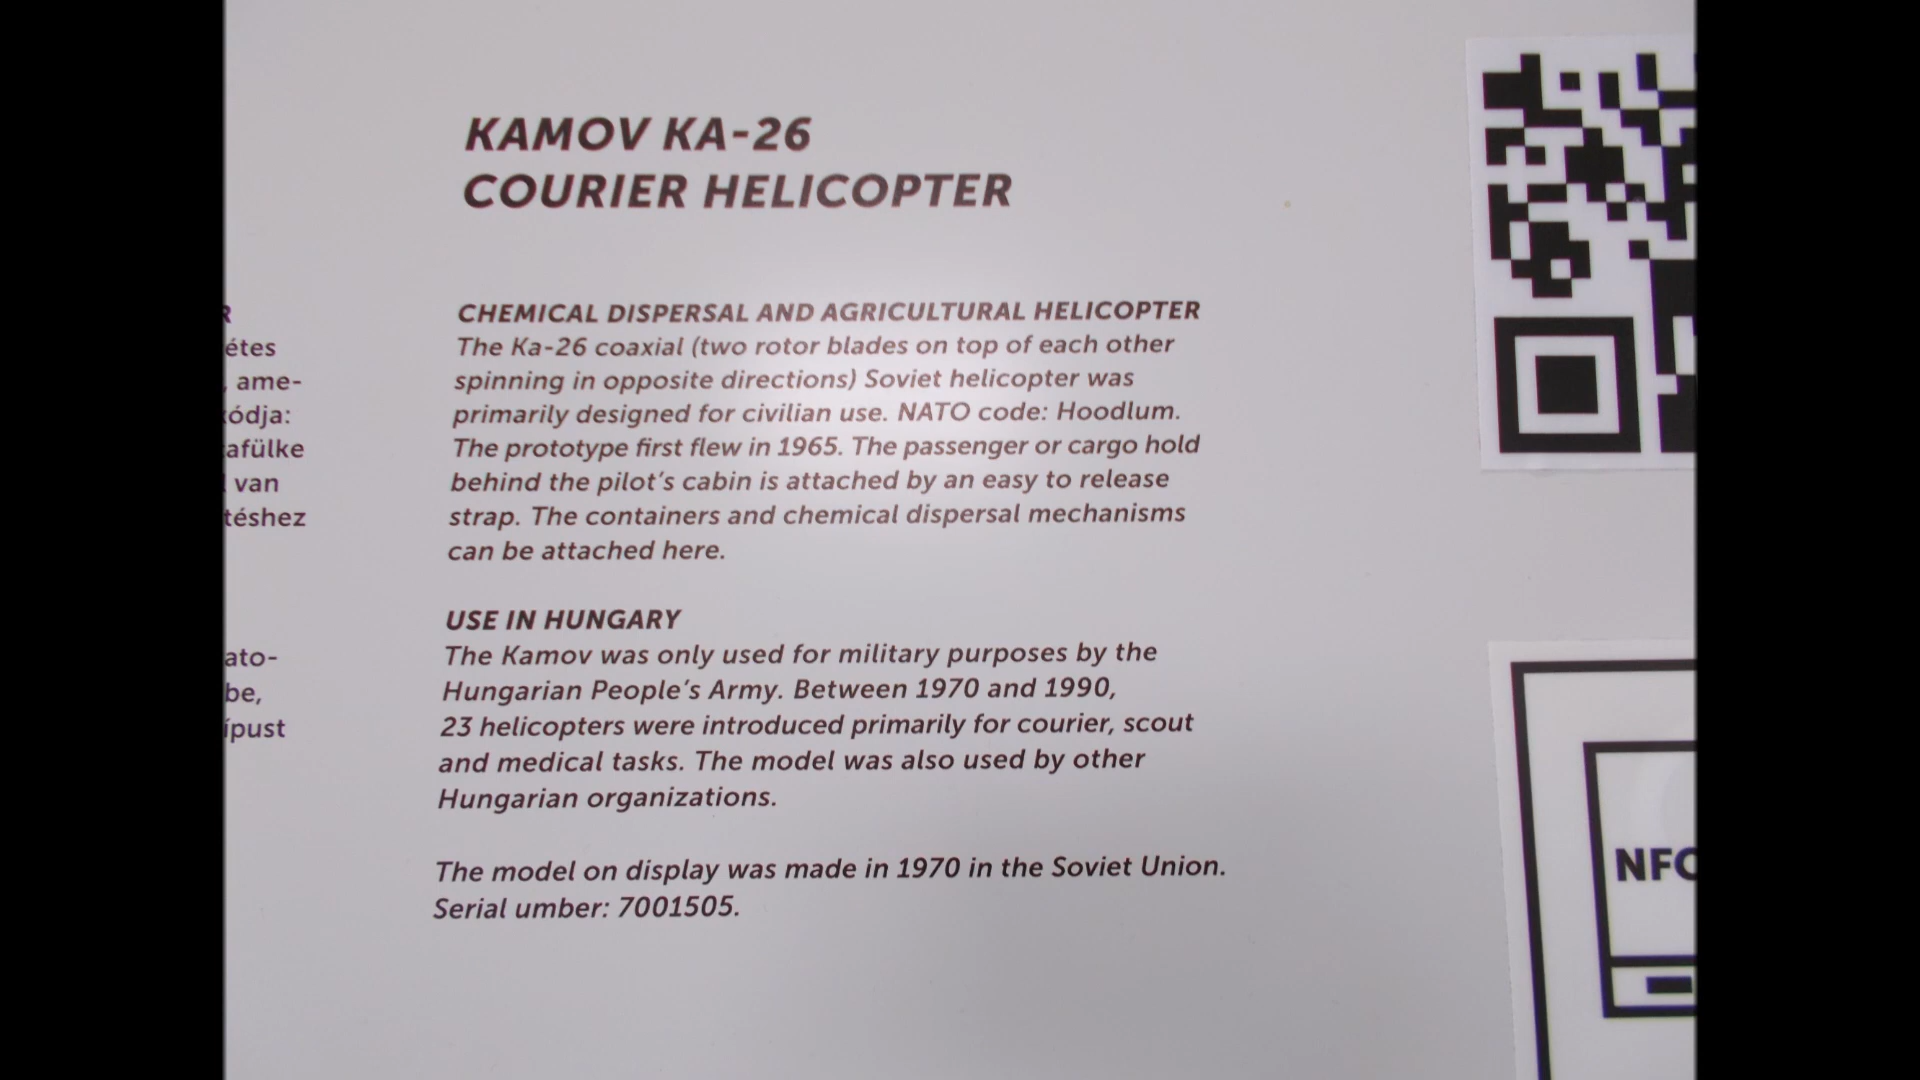 étes
ame-
van
KAMOV KA-26
COURIER HELICOPTER
CHEMICAL DISPERSAL AND AGRICULTURAL HELICOPTER
The Ka-26 coaxial (two rotor blades on top of each other
spinning in opposite directions) Soviet helicopter was
primarily designed for civilian use. NATO code: Hoodlum.
The prototype first flew in 1965. The passenger or cargo hold
behind the pilot's cabin is attached by an easy to release
strap. The containers and chemical dispersal mechanisms
can be attached here.
USE IN HUNGARY
The Kamov was only used for military purposes by the
Hungarian People's Army. Between 1970 and 1990,
23 helicopters were introduced primarily for courier, scout
and medical tasks. The model was also used by other
Hungarian organizations.
The model on display was made in 1970 in the Soviet Union.
Serial umber: 7001505.
NFC